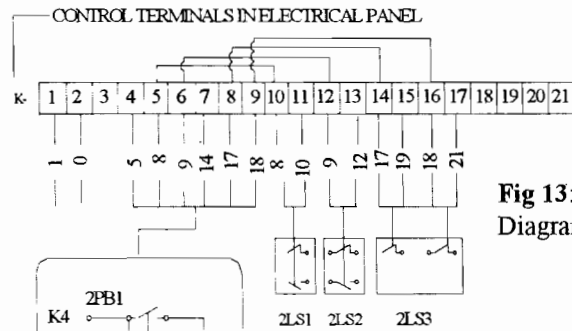 CONTROL TERMINALS IN ELECTRICAL PANEL
K- 1 2 3 4 5 6 7 8 9 10 11 12 13 14 15 16 17 18 19 20 21
1 0 5 8 9 14 17 18 8 10 9 12 17 19 18 21
Fig 13:
Diagra
2PB1
K4
2LS1 2LS2 2LS3